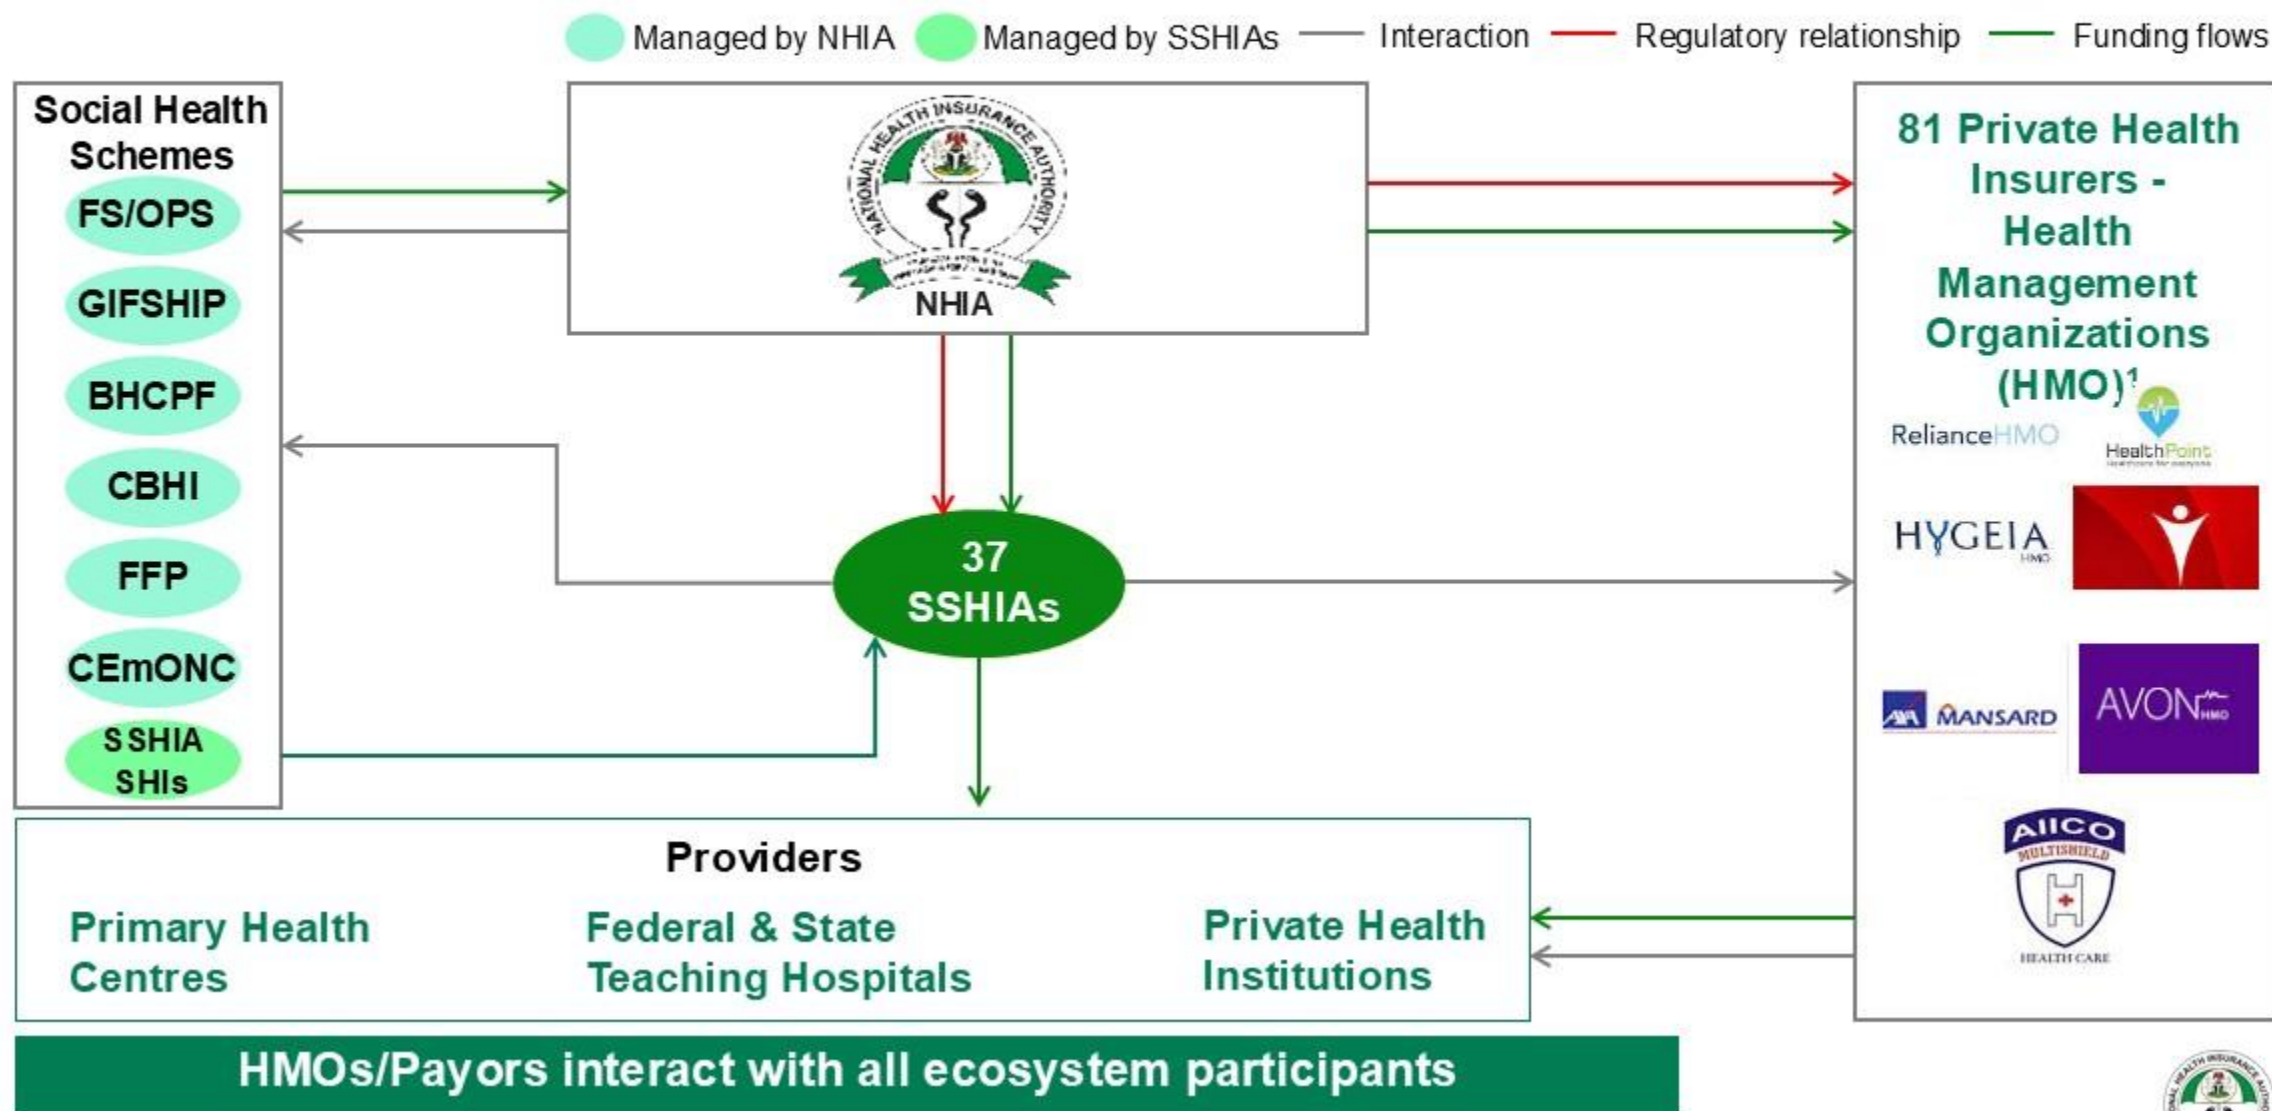 Managed by NHIA
Managed by SSHIAs
Interaction
Regulatory relationship
Funding flows
Social Health
Schemes
FS/OPS
GIFSHIP
BHCPF
CBHI
FFP
CEmONC
SSHIA
SHIs
NATIONAL HEALTH INSURANCE AUTHORITY
NHIA
37
SSHIAs
81 Private Health
Insurers -
Health
Management
Organizations
(HMO)¹
RelianceHMO
HealthPoint
HYGEIA
HMO
AXA MANSARD
AVON HMO
AIICO
MULTISHIELD
HEALTH CARE
Providers
Primary Health
Centres
Federal & State
Teaching Hospitals
Private Health
Institutions
HMOs/Payors interact with all ecosystem participants